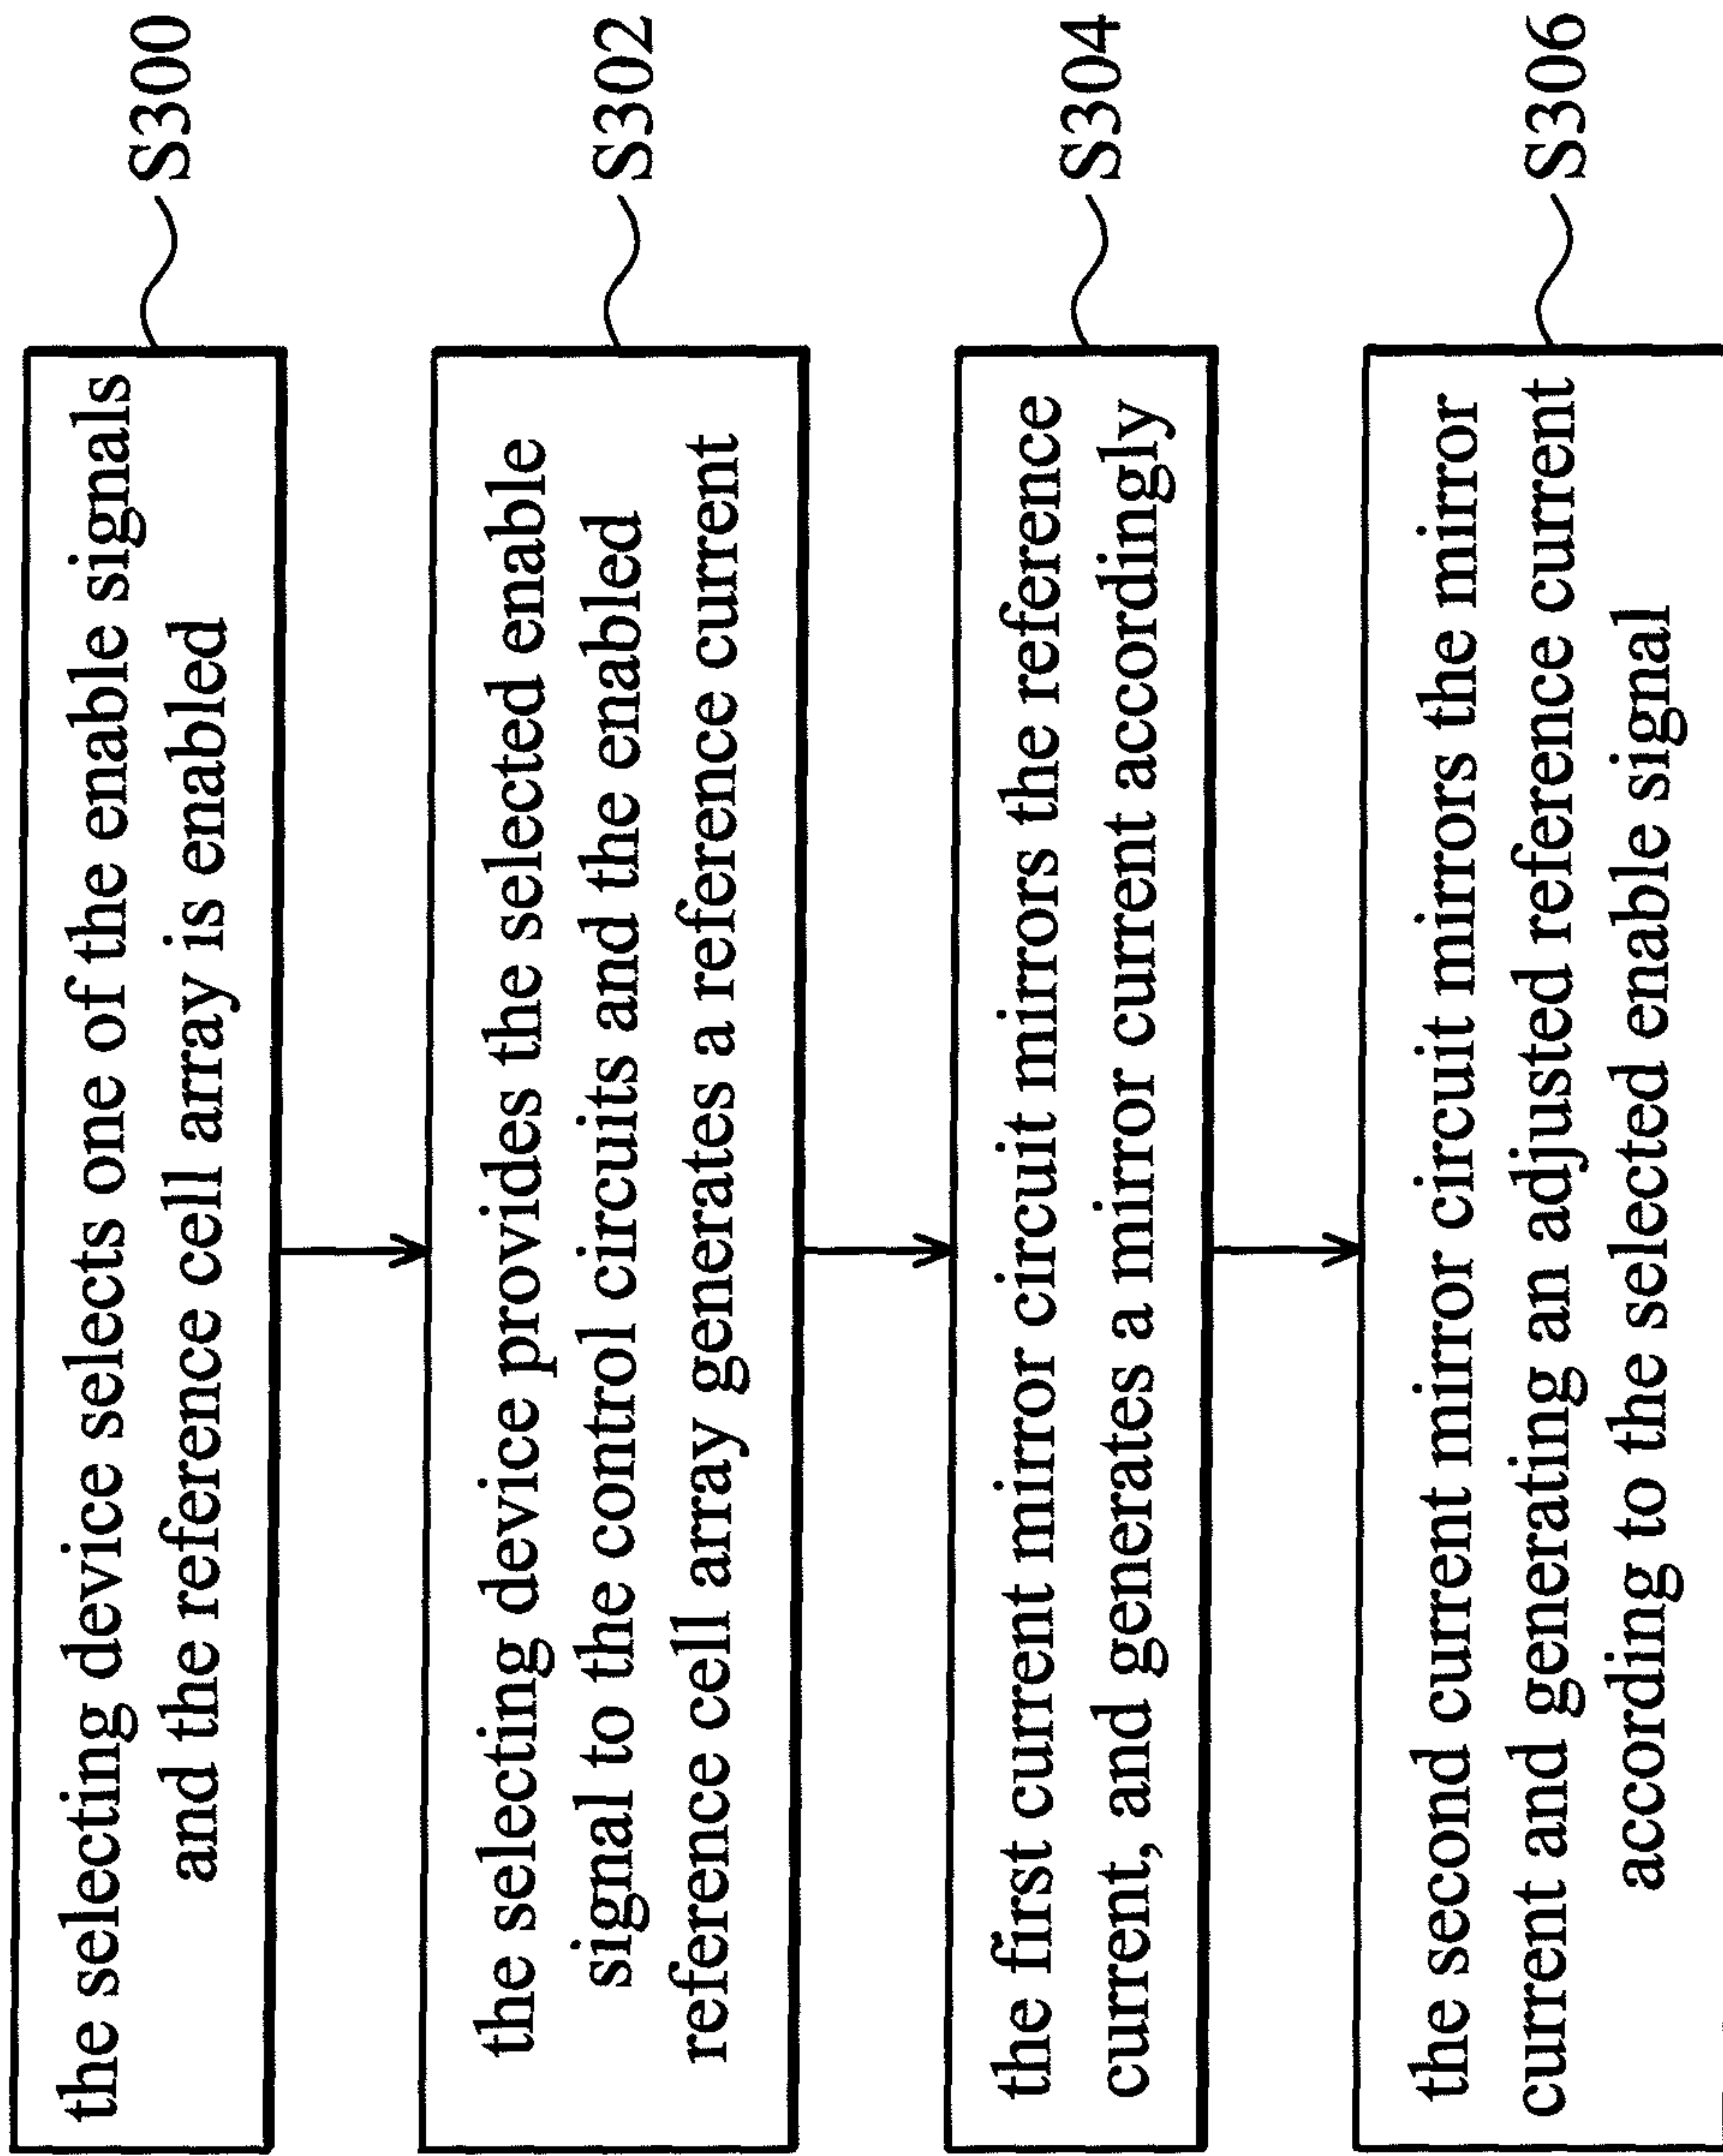 the selecting device selects one of the enable signals
and the reference cell array is enabled
S300
the selecting device provides the selected enable
signal to the control circuits and the enabled
reference cell array generates a reference current
S302
the first current mirror circuit mirrors the reference
current, and generates a mirror current accordingly
S304
the second current mirror circuit mirrors the mirror
current and generating an adjusted reference current
according to the selected enable signal
S306